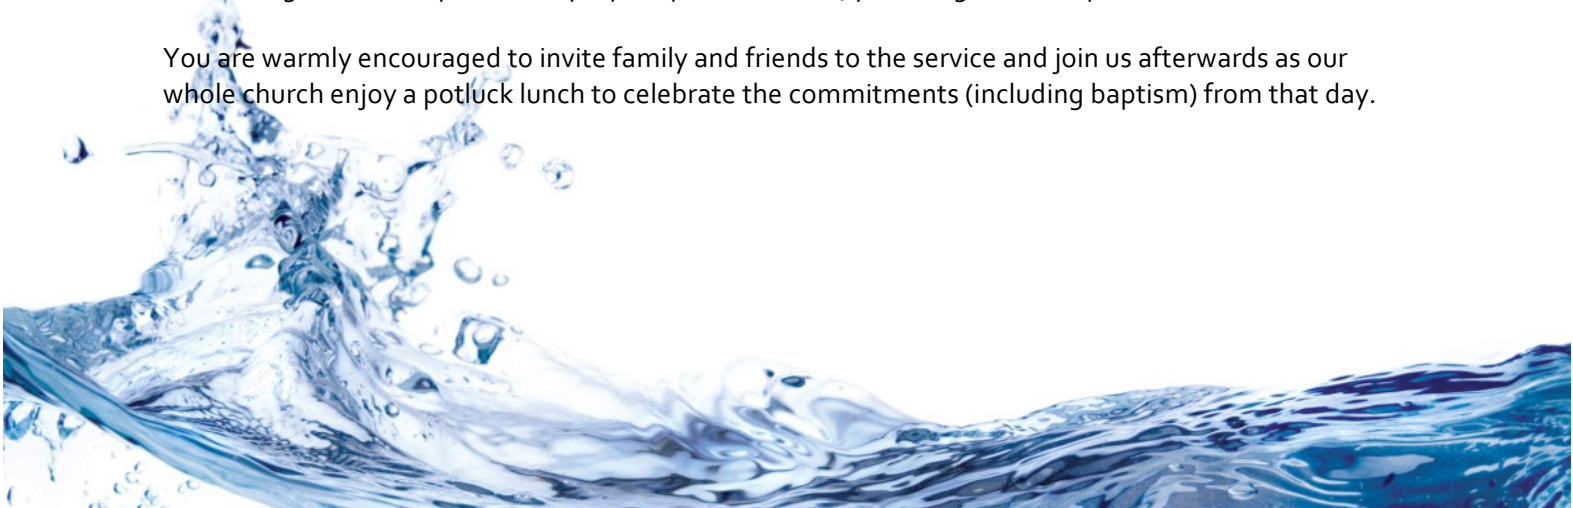 You are warmly encouraged to invite family and friends to the service and join us afterwards as our
whole church enjoy a potluck lunch to celebrate the commitments (including baptism) from that day.